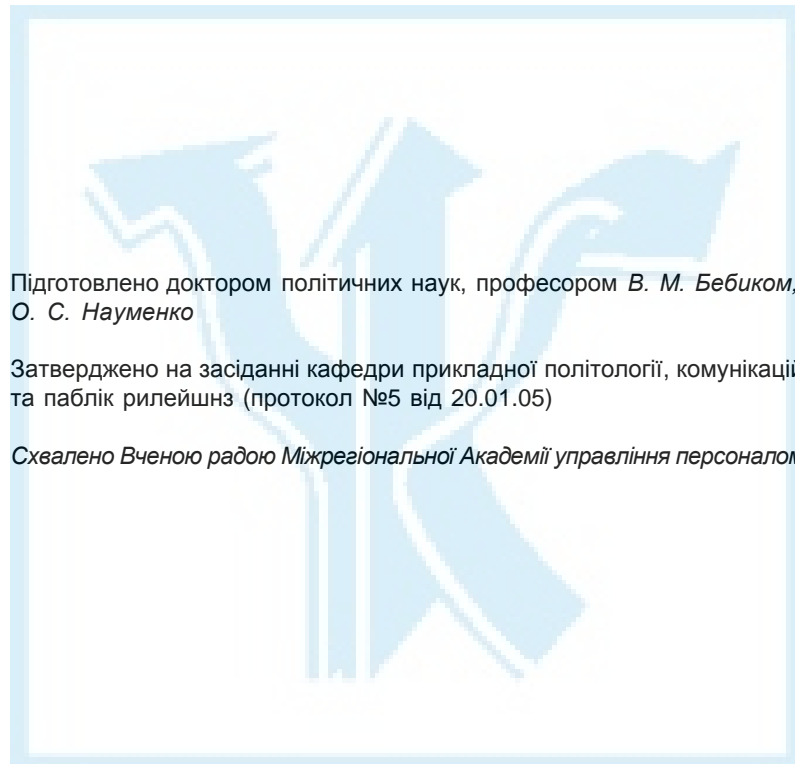 Підготовлено доктором політичних наук, професором В. М. Бебиком,
О. С. Науменко
Затверджено на засіданні кафедри прикладної політології, комунікацій
та паблік рилейшнз (протокол №5 від 20.01.05)
Схвалено Вченою радою Міжрегіональної Академії управління персоналом